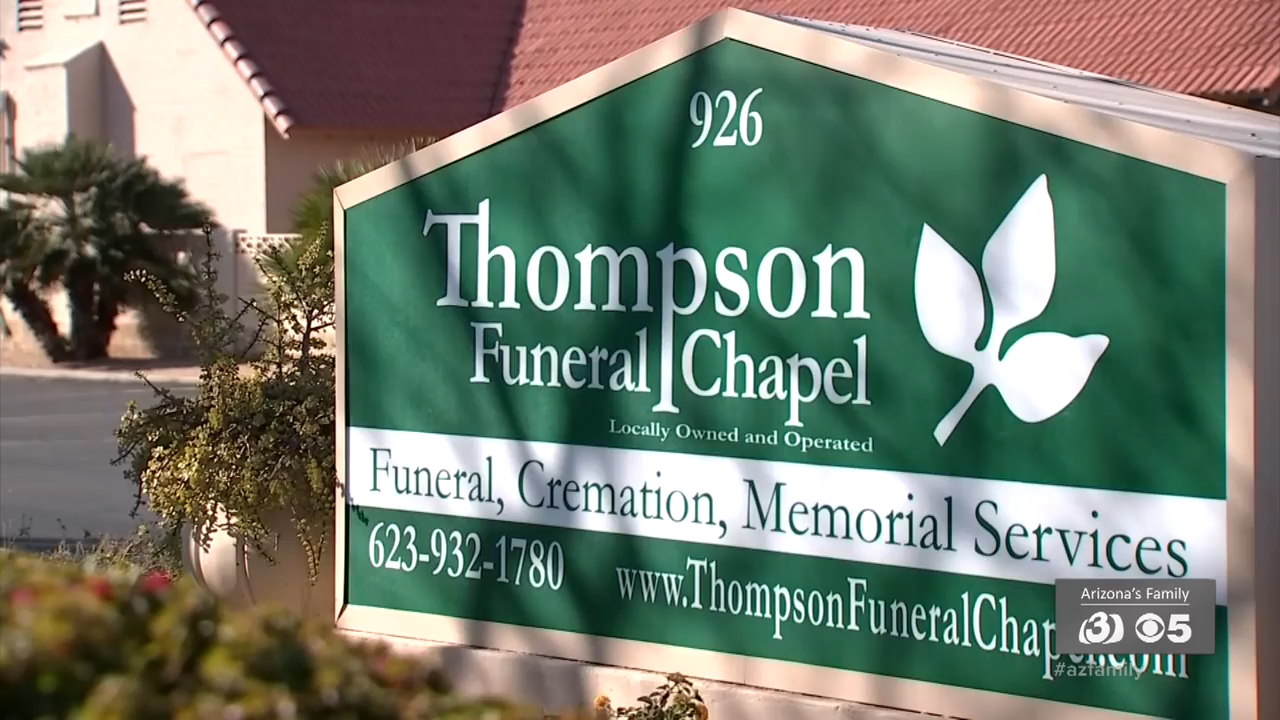 926
Thompson
Funeral Chapel
Locally Owned and Operated
Funeral, Cremation, Memorial Services
623-932-1780 www.ThompsonFuneralChapel.com
Arizona's Family
3 CBS 5
#azfamily